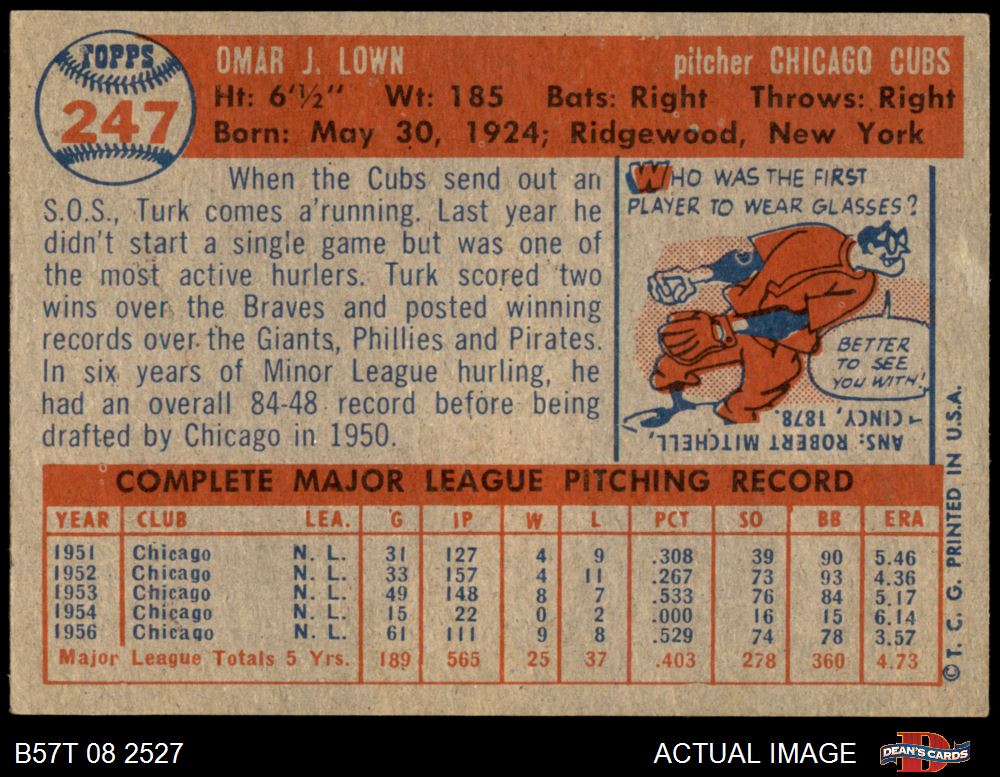 TOPPS
247
OMAR J. LOWN pitcher CHICAGO CUBS
Ht: 6'½" Wt: 185 Bats: Right Throws: Right
Born: May 30, 1924; Ridgewood, New York
When the Cubs send out an
S.O.S., Turk comes a'running. Last year he
didn't start a single game but was one of
the most active hurlers. Turk scored two
wins over the Braves and posted winning
records over the Giants, Phillies and Pirates.
In six years of Minor League hurling, he
had an overall 84-48 record before being
drafted by Chicago in 1950.
WHO WAS THE FIRST
PLAYER TO WEAR GLASSES?
BETTER
TO SEE
YOU WITH!
ANS: ROBERT MITCHELL,
CINCY, 1878.
COMPLETE MAJOR LEAGUE PITCHING RECORD
YEAR CLUB LEA. G IP W L PCT SO BB ERA
1951 Chicago N. L. 31 127 4 9 .308 39 90 5.46
1952 Chicago N. L. 33 157 4 11 .267 73 93 4.36
1953 Chicago N. L. 49 148 8 7 .533 76 84 5.17
1954 Chicago N. L. 15 22 0 2 .000 16 15 6.14
1956 Chicago N. L. 61 111 9 8 .529 74 78 3.57
Major League Totals 5 Yrs. 189 565 25 37 .403 278 360 4.73
© T. C. G. PRINTED IN U.S.A.
B57T 08 2527 ACTUAL IMAGE
DEAN'S CARDS